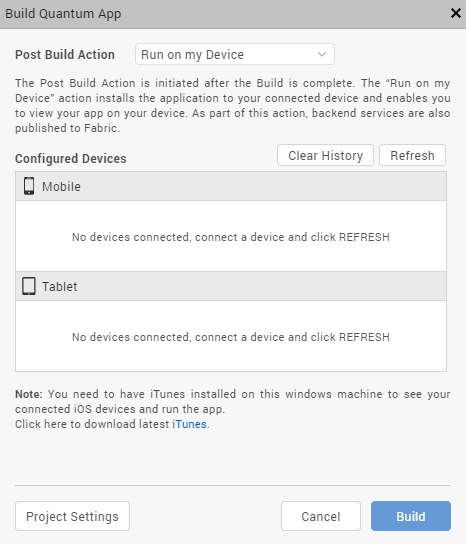 Build Quantum App
Post Build Action Run on my Device
The Post Build Action is initiated after the Build is complete. The “Run on my
Device” action installs the application to your connected device and enables you
to view your app on your device. As part of this action, backend services are also
published to Fabric.
Configured Devices Clear History Refresh
Mobile
No devices connected, connect a device and click REFRESH
Tablet
No devices connected, connect a device and click REFRESH
Note: You need to have iTunes installed on this windows machine to see your
connected iOS devices and run the app.
Click here to download latest iTunes.
Project Settings Cancel Build